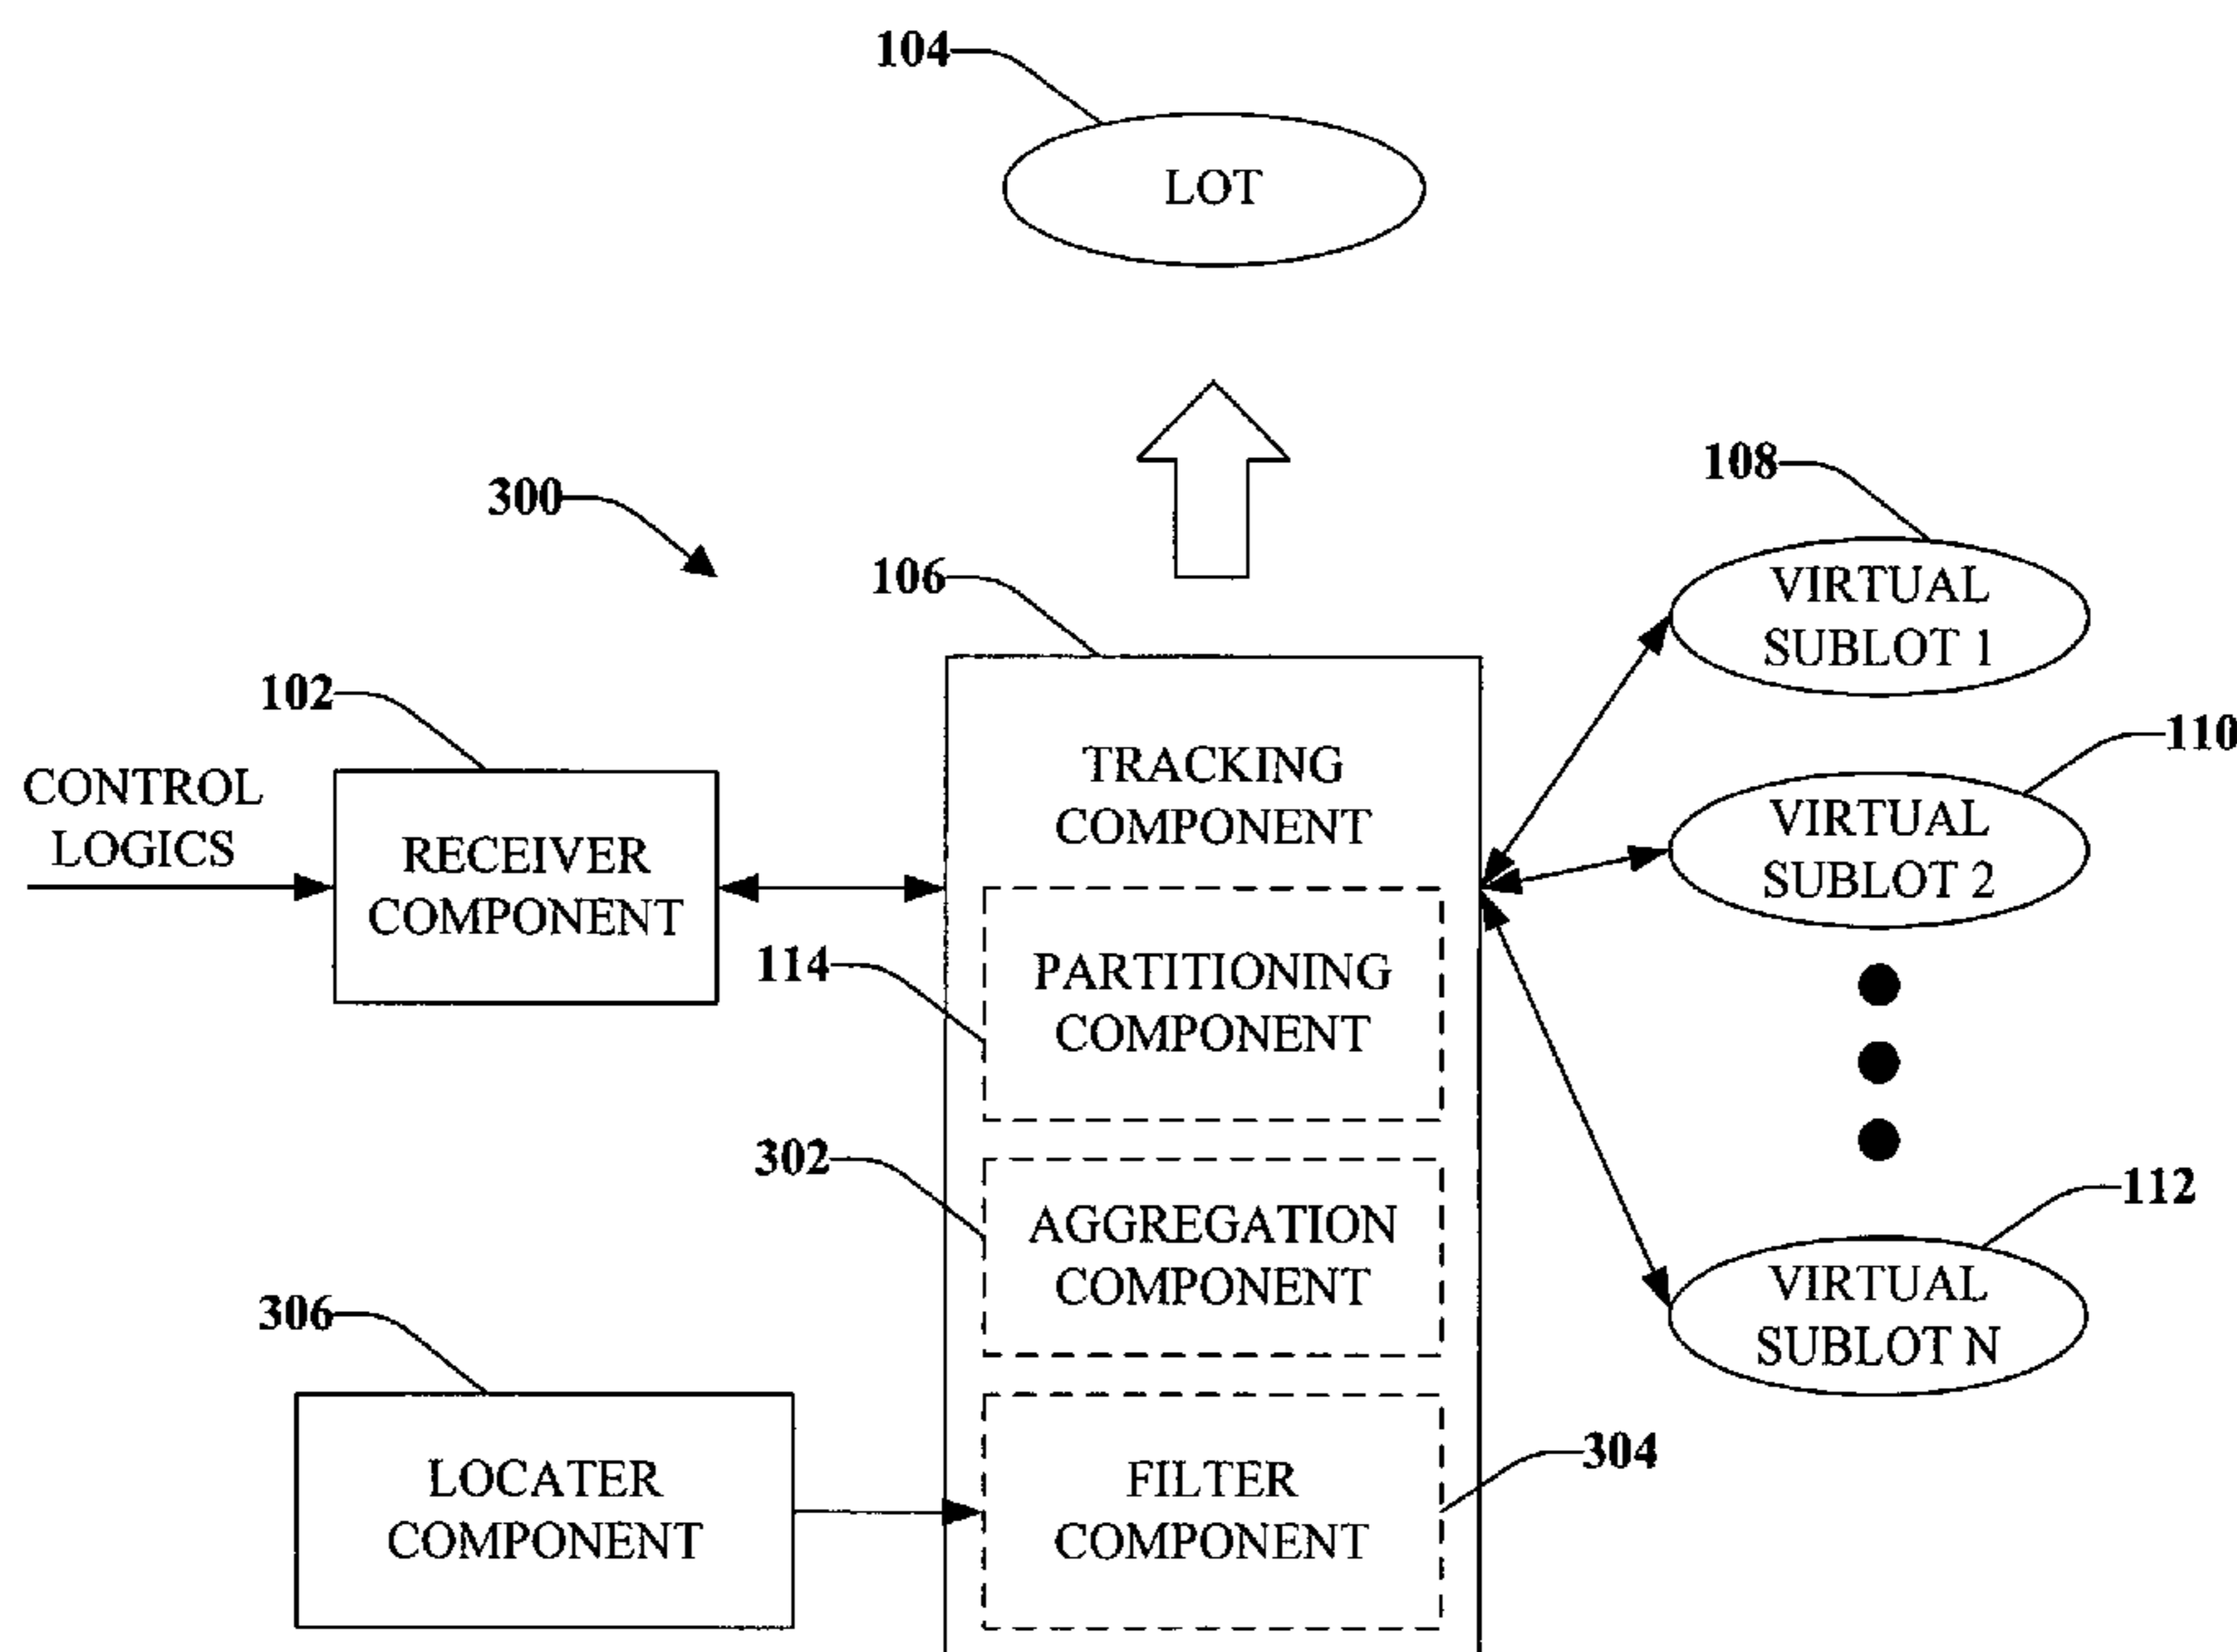 104
LOT
108
300
106
VIRTUAL
SUBLOT 1
102
110
TRACKING
COMPONENT
CONTROL
LOGICS
VIRTUAL
SUBLOT 2
RECEIVER
COMPONENT
114
PARTITIONING
COMPONENT
302
112
AGGREGATION
COMPONENT
VIRTUAL
SUBLOT N
306
304
LOCATER
COMPONENT
FILTER
COMPONENT